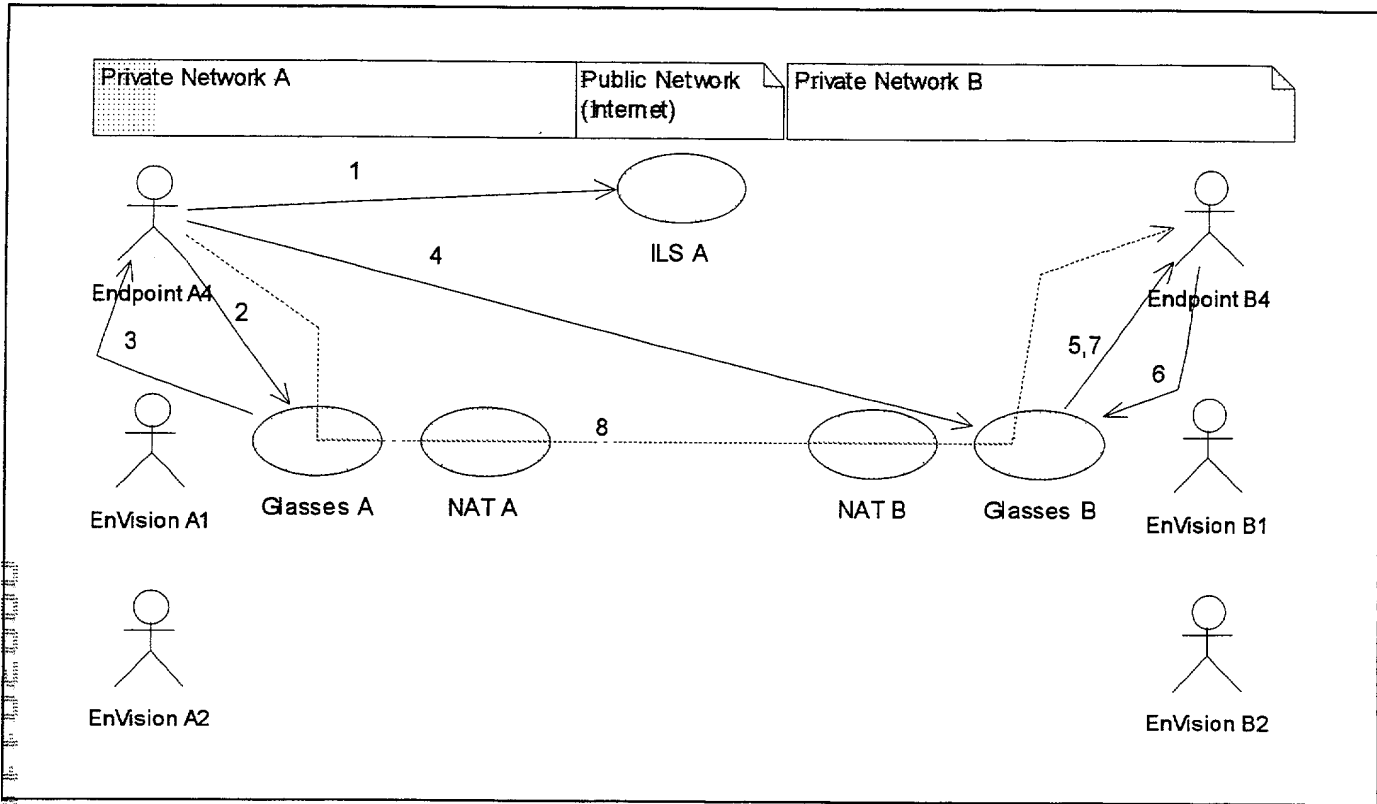 Private Network A
Public Network
(Internet)
Private Network B
1
ILS A
4
Endpoint A4
2
Endpoint B4
3
5,7
6
8
Glasses A
NAT A
NAT B
Glasses B
EnVision A1
EnVision B1
EnVision A2
EnVision B2